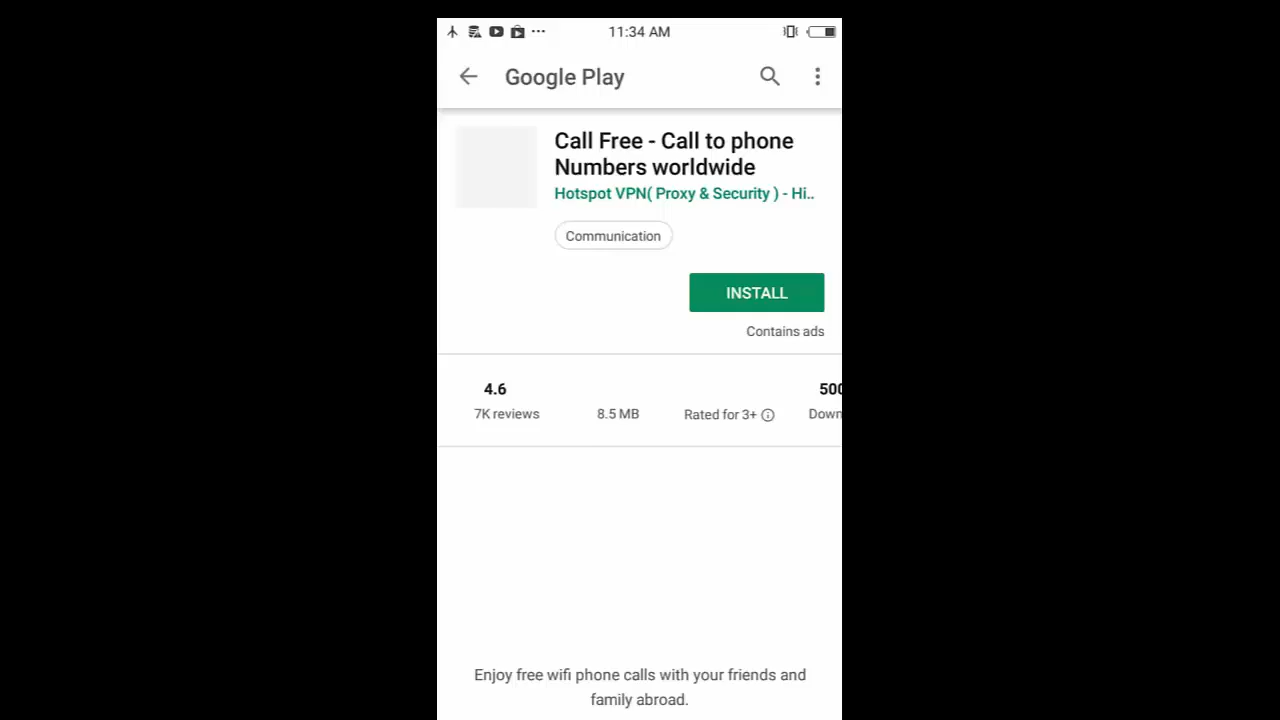 11:34 AM
Google Play
Call Free - Call to phone
Numbers worldwide
Hotspot VPN( Proxy & Security ) - Hi..
Communication
INSTALL
Contains ads
4.6
500
7K reviews
8.5 MB
Rated for 3+
Down
Enjoy free wifi phone calls with your friends and
family abroad.